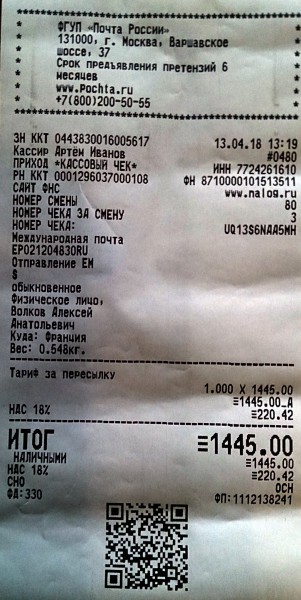 ФГУП «Почта России»
131000, г. Москва, Варшавское
шоссе, 37
Срок предъявления претензий 6
месяцев
www.Pochta.ru
+7(800)200-50-55
ЗН ККТ 0443830016005617 13.04.18 13:19
Кассир Артём Иванов #0480
ПРИХОД *КАССОВЫЙ ЧЕК* ИНН 7724261610
РН ККТ 0001296037000108 ФН 8710000101513511
САЙТ ФНС www.nalog.ru
НОМЕР СМЕНЫ 80
НОМЕР ЧЕКА ЗА СМЕНУ 3
НОМЕР ЧЕКА: UQ13S6NAA5MH
Международная почта
EP021204830RU
Отправление EM
S
обыкновенное
Физическое лицо,
Волков Алексей
Анатольевич
Куда: Франция
Вес: 0.548кг.
Тариф за пересылку
1.000 X 1445.00
≡1445.00_А
НДС 18% ≡220.42
ИТОГ ≡1445.00
НАЛИЧНЫМИ ≡1445.00
НДС 18% ≡220.42
СНО ОСН
ФД:330 ФП:1112138241